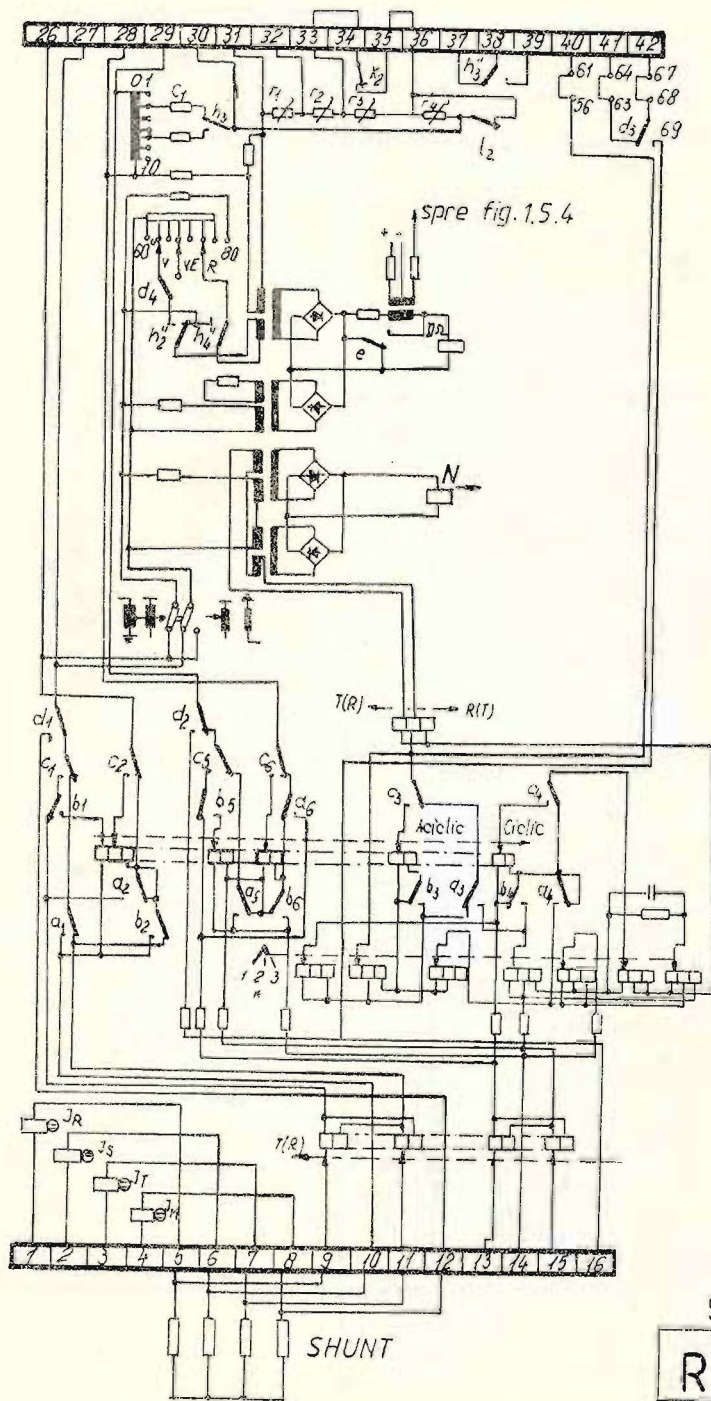 26 27 28 29 30 31 32 33 34 35 36 37 38 39 40 41 42
x2 h3" 61 64 67
01 C1 h3 r1 r2 r3 r4 l2 56 63 68
d3 69
10
spre fig. 1.5.4
+ -
60 V VE R 80
d4
h2" h4" e
N
T(R) R(T)
d1 d2
C1 C2 C5 C6 a6 c3 c4
b1 b5 Aciclic Ciclic
a2 a5 b6 b3 a3 b4 a4
a1 b2
1 2 3
JR
JS
JT
T(R)
1 2 3 4 5 6 7 8 9 10 11 12 13 14 15 16
SHUNT
R